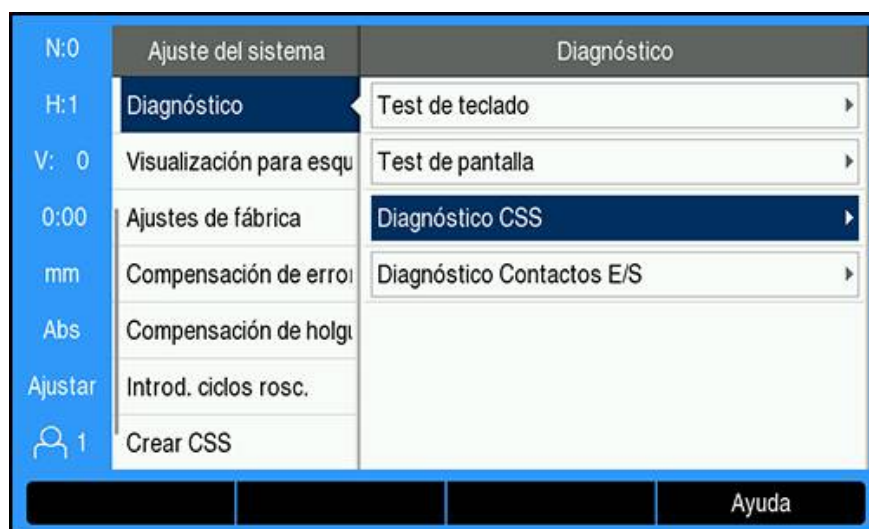 N:0
Ajuste del sistema
Diagnóstico
H:1
Diagnóstico
Test de teclado
V: 0
Visualización para esqu
Test de pantalla
0:00
Ajustes de fábrica
Diagnóstico CSS
mm
Compensación de error
Diagnóstico Contactos E/S
Abs
Compensación de holgu
Ajustar
Introd. ciclos rosc.
1
Crear CSS
Ayuda